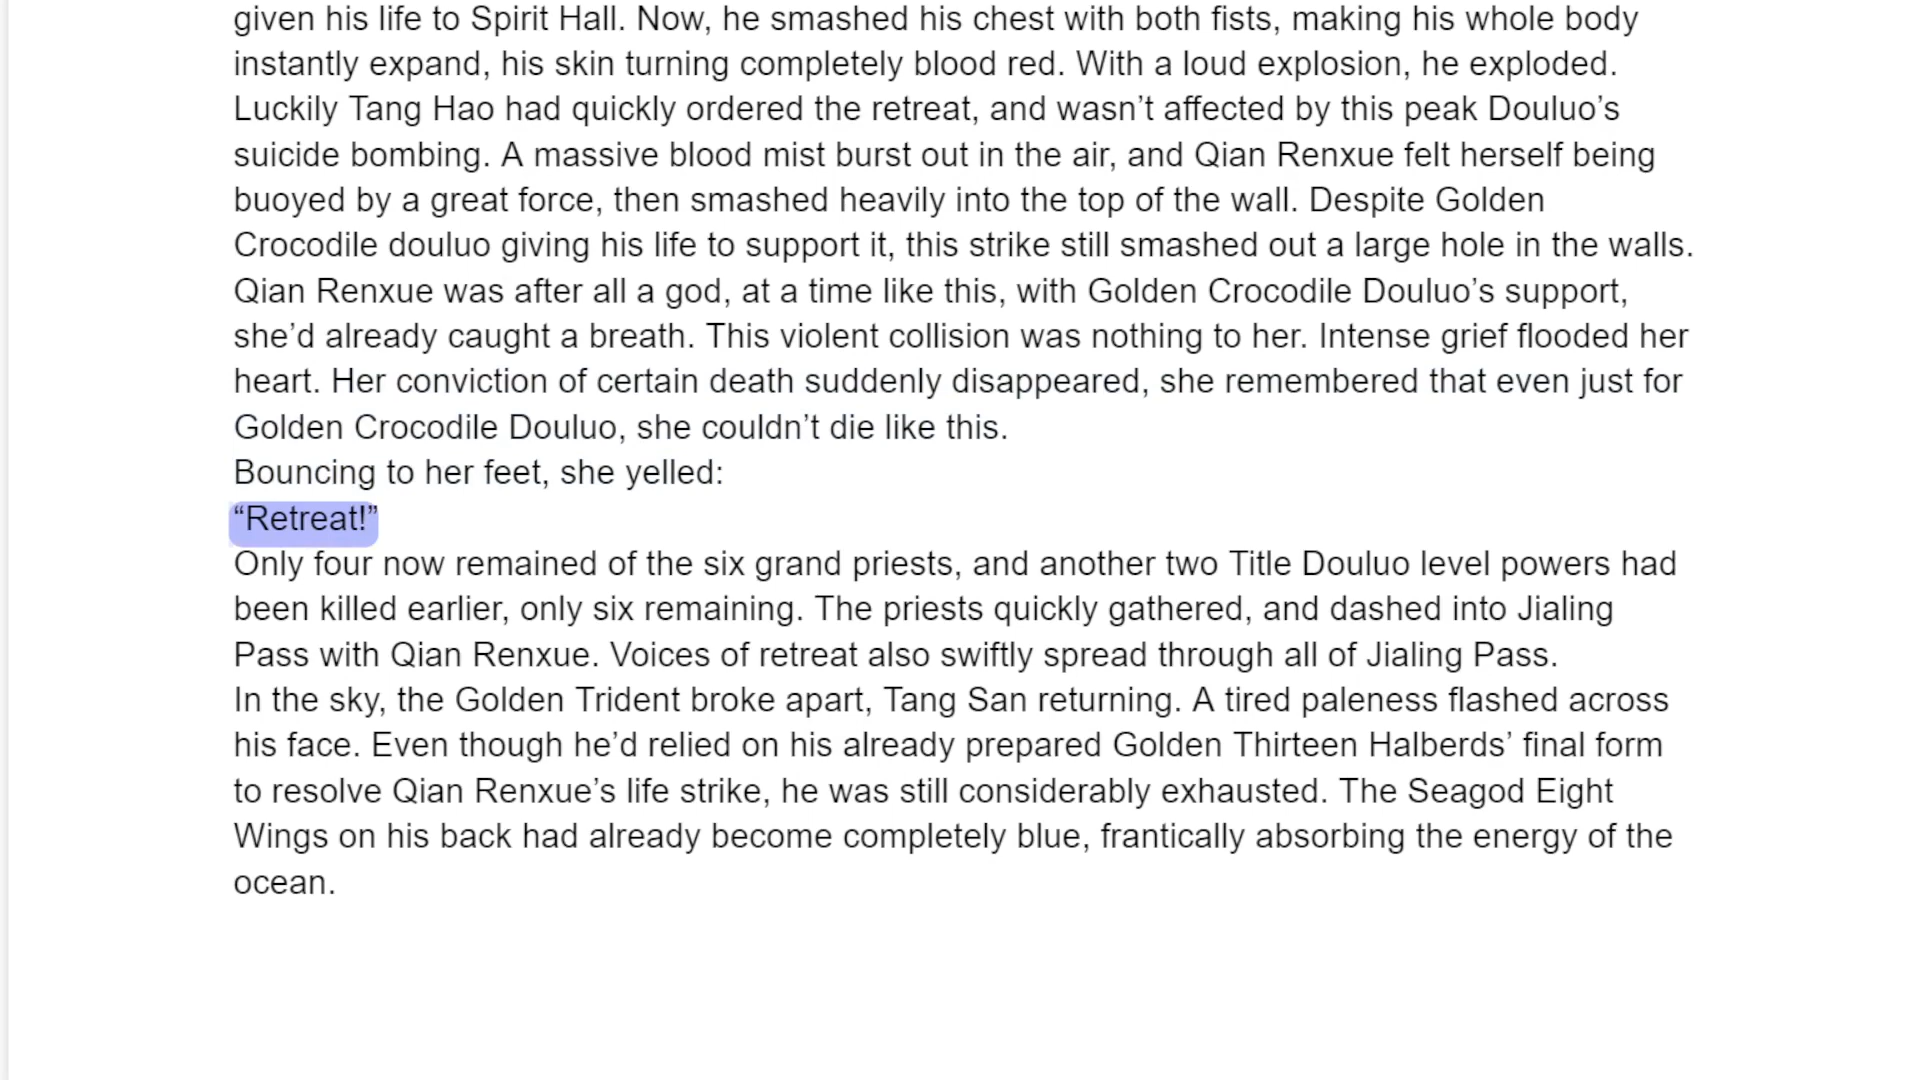 given his life to Spirit Hall. Now, he smashed his chest with both fists, making his whole body
instantly expand, his skin turning completely blood red. With a loud explosion, he exploded.
Luckily Tang Hao had quickly ordered the retreat, and wasn’t affected by this peak Douluo’s
suicide bombing. A massive blood mist burst out in the air, and Qian Renxue felt herself being
buoyed by a great force, then smashed heavily into the top of the wall. Despite Golden
Crocodile douluo giving his life to support it, this strike still smashed out a large hole in the walls.
Qian Renxue was after all a god, at a time like this, with Golden Crocodile Douluo’s support,
she’d already caught a breath. This violent collision was nothing to her. Intense grief flooded her
heart. Her conviction of certain death suddenly disappeared, she remembered that even just for
Golden Crocodile Douluo, she couldn’t die like this.
Bouncing to her feet, she yelled:
“Retreat!”
Only four now remained of the six grand priests, and another two Title Douluo level powers had
been killed earlier, only six remaining. The priests quickly gathered, and dashed into Jialing
Pass with Qian Renxue. Voices of retreat also swiftly spread through all of Jialing Pass.
In the sky, the Golden Trident broke apart, Tang San returning. A tired paleness flashed across
his face. Even though he’d relied on his already prepared Golden Thirteen Halberds’ final form
to resolve Qian Renxue’s life strike, he was still considerably exhausted. The Seagod Eight
Wings on his back had already become completely blue, frantically absorbing the energy of the
ocean.